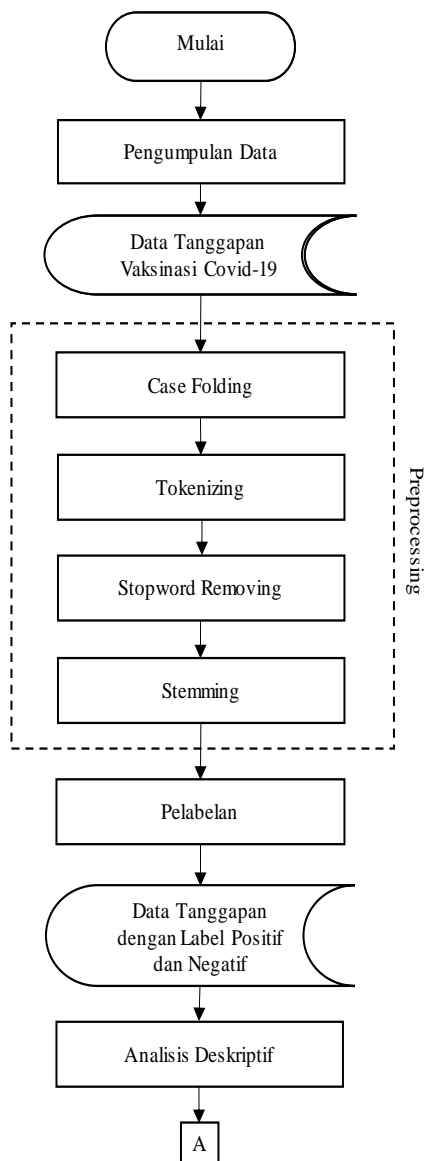 Mulai
Pengumpulan Data
Data Tanggapan
Vaksinasi Covid-19
Case Folding
Tokenizing
Stopword Removing
Stemming
Preprocessing
Pelabelan
Data Tanggapan
dengan Label Positif
dan Negatif
Analisis Deskriptif
A